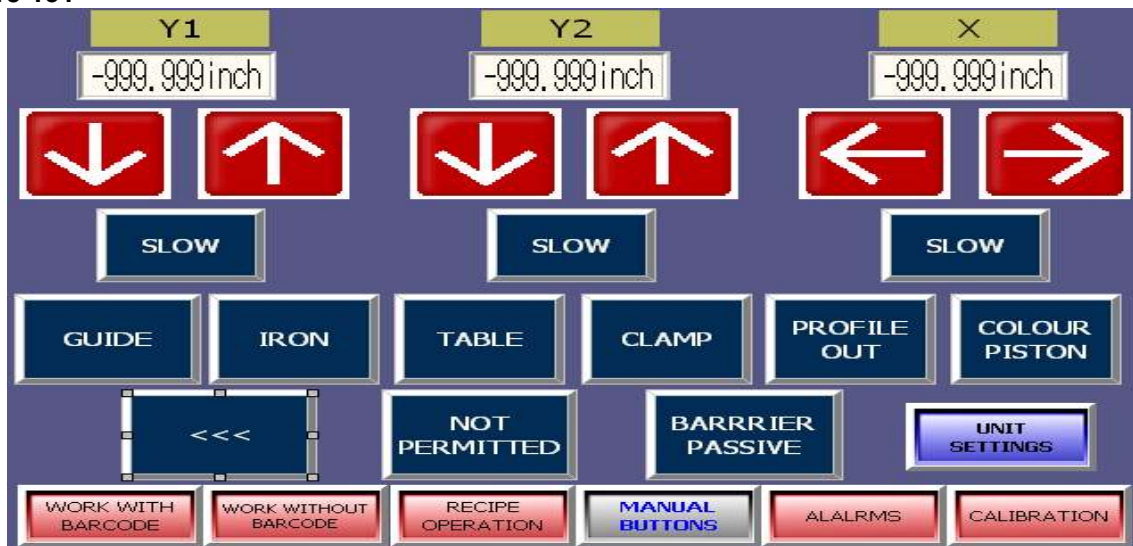 Y1 Y2 X
-999.999inch -999.999inch -999.999inch
SLOW SLOW SLOW
GUIDE IRON TABLE CLAMP PROFILE OUT COLOUR PISTON
<<< NOT PERMITTED BARRRIER PASSIVE UNIT SETTINGS
WORK WITH BARCODE WORK WITHOUT BARCODE RECIPE OPERATION MANUAL BUTTONS ALALRMS CALIBRATION